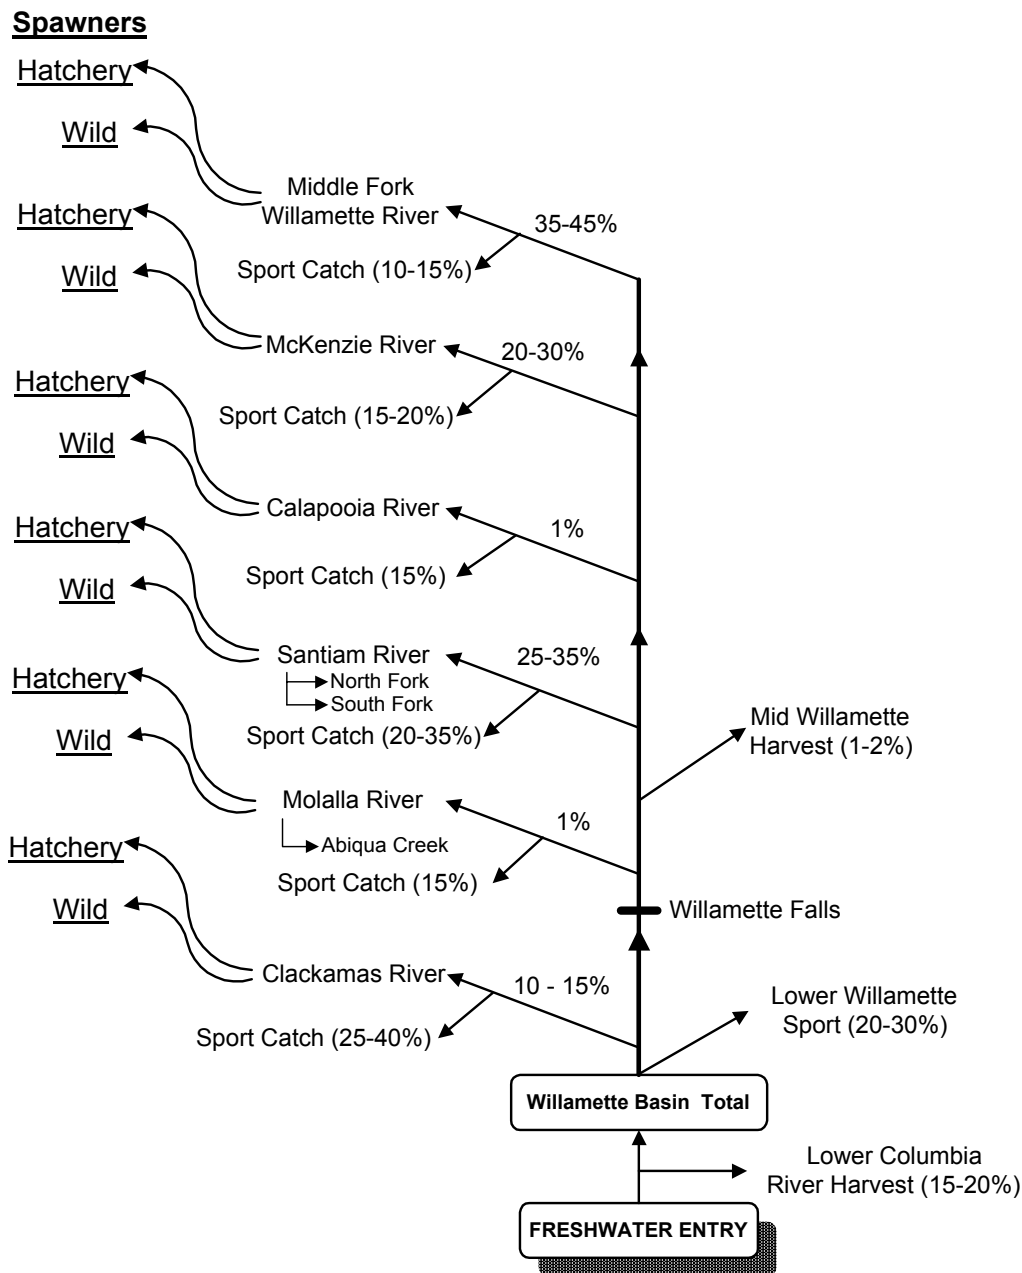 Spawners
Hatchery
Wild
Middle Fork
Willamette River
35-45%
Sport Catch (10-15%)
Hatchery
Wild
McKenzie River
20-30%
Sport Catch (15-20%)
Hatchery
Wild
Calapooia River
1%
Sport Catch (15%)
Hatchery
Wild
Santiam River
North Fork
South Fork
25-35%
Sport Catch (20-35%)
Mid Willamette
Harvest (1-2%)
Hatchery
Wild
Molalla River
Abiqua Creek
1%
Sport Catch (15%)
Willamette Falls
Hatchery
Wild
Clackamas River
10 - 15%
Sport Catch (25-40%)
Lower Willamette
Sport (20-30%)
Willamette Basin Total
Lower Columbia
River Harvest (15-20%)
FRESHWATER ENTRY